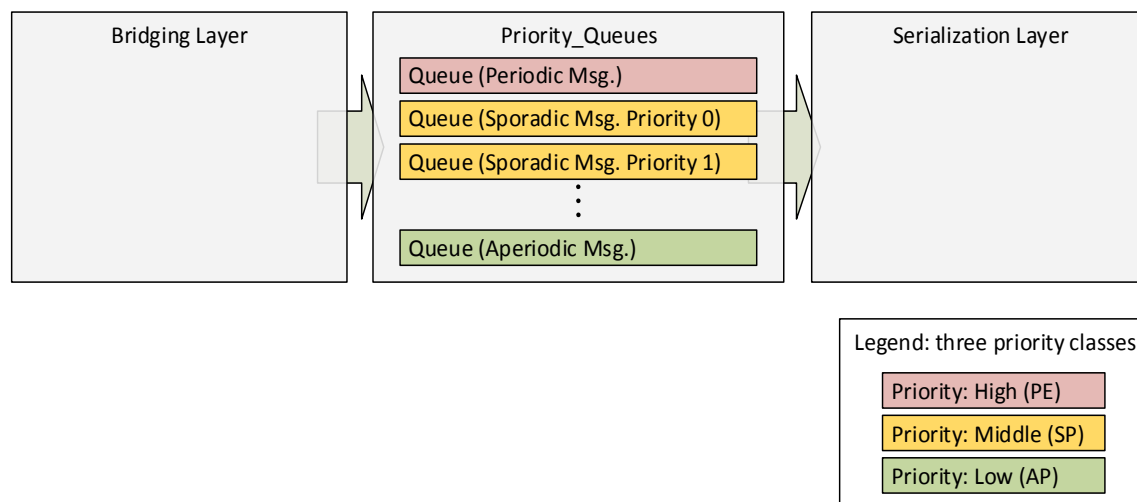 Bridging Layer
Priority_Queues
Serialization Layer
Queue (Periodic Msg.)
Queue (Sporadic Msg. Priority 0)
Queue (Sporadic Msg. Priority 1)
Queue (Aperiodic Msg.)
Legend: three priority classes
Priority: High (PE)
Priority: Middle (SP)
Priority: Low (AP)